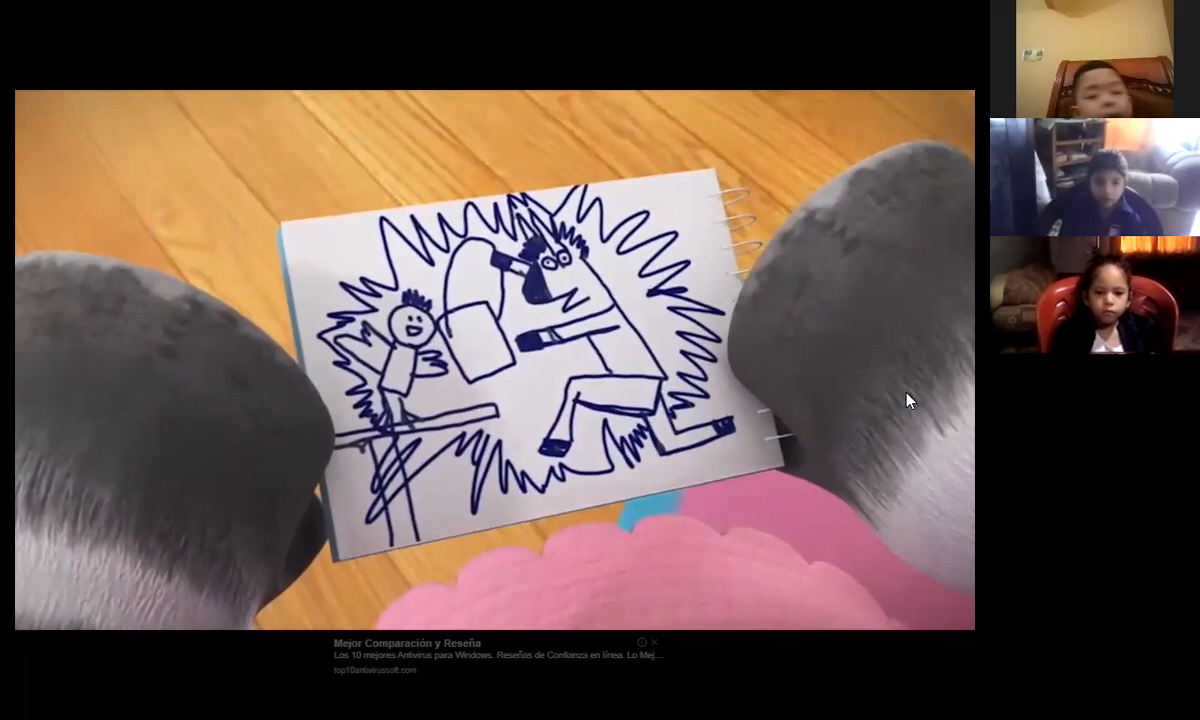 Mejor Comparación y Reseña
Los 10 mejores Antivirus para Windows. Reseñas de Confianza en línea. Lo Mej...
top10antivirussoft.com